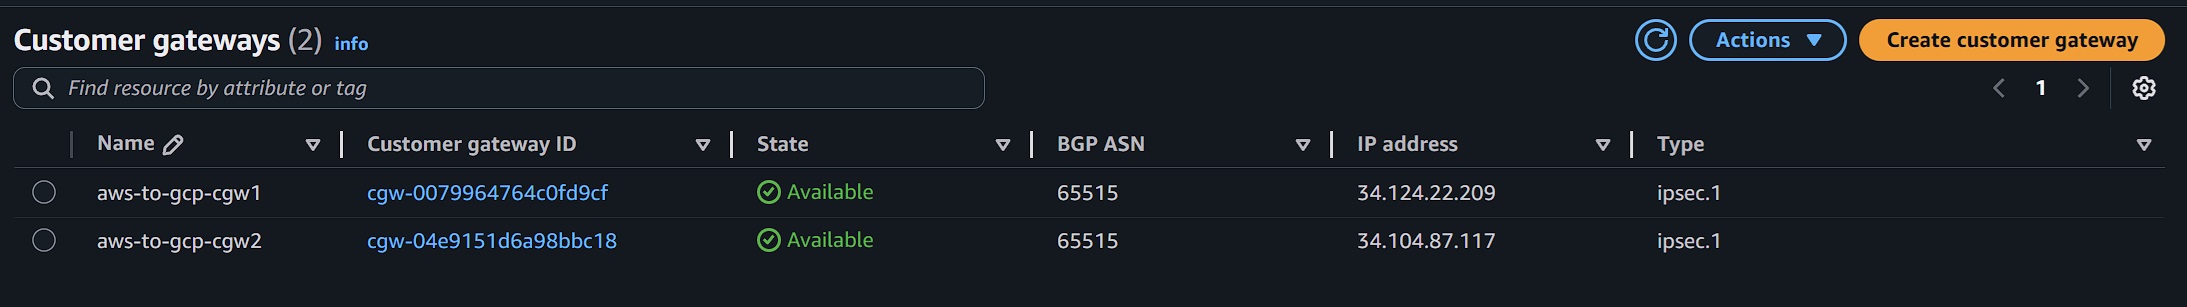 Customer gateways (2) info
Actions
Create customer gateway
Find resource by attribute or tag
1
Name Customer gateway ID State BGP ASN IP address Type
aws-to-gcp-cgw1 cgw-0079964764c0fd9cf Available 65515 34.124.22.209 ipsec.1
aws-to-gcp-cgw2 cgw-04e9151d6a98bbc18 Available 65515 34.104.87.117 ipsec.1